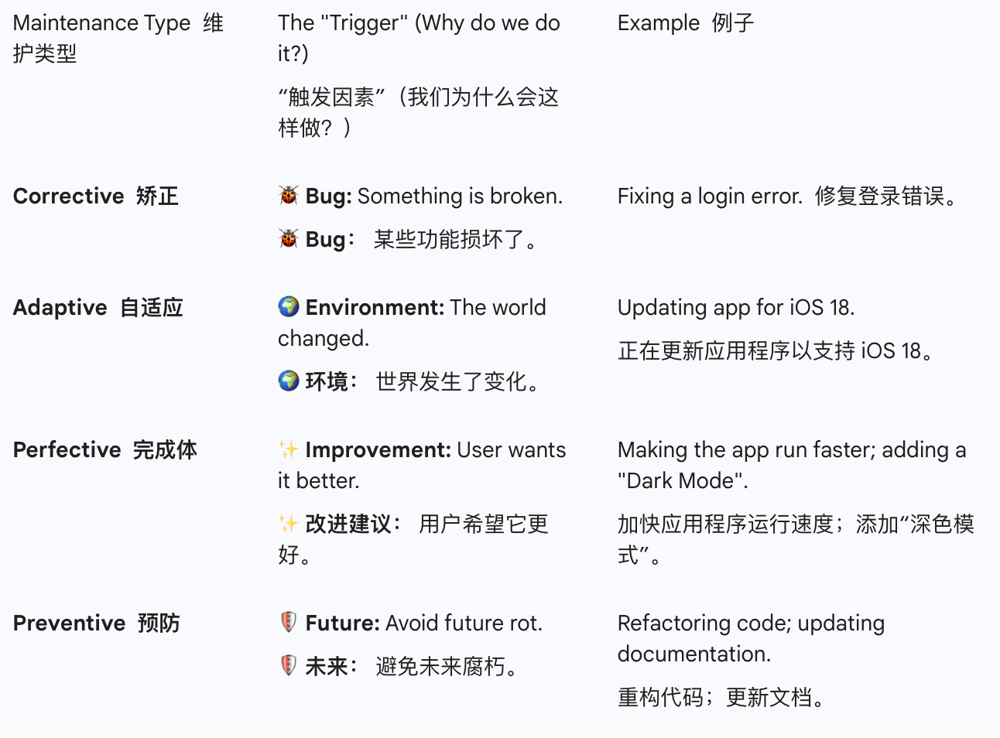 Maintenance Type 维
护类型
The "Trigger" (Why do we do
it?)
“触发因素”（我们为什么会这
样做？）
Example 例子
Corrective 矫正
🐞 Bug: Something is broken.
🐞 Bug： 某些功能损坏了。
Fixing a login error. 修复登录错误。
Adaptive 自适应
🌍 Environment: The world
changed.
🌍 环境： 世界发生了变化。
Updating app for iOS 18.
正在更新应用程序以支持 iOS 18。
Perfective 完成体
✨ Improvement: User wants
it better.
✨ 改进建议： 用户希望它更
好。
Making the app run faster; adding a
"Dark Mode".
加快应用程序运行速度；添加“深色模
式”。
Preventive 预防
🛡️ Future: Avoid future rot.
🛡️ 未来： 避免未来腐朽。
Refactoring code; updating
documentation.
重构代码；更新文档。